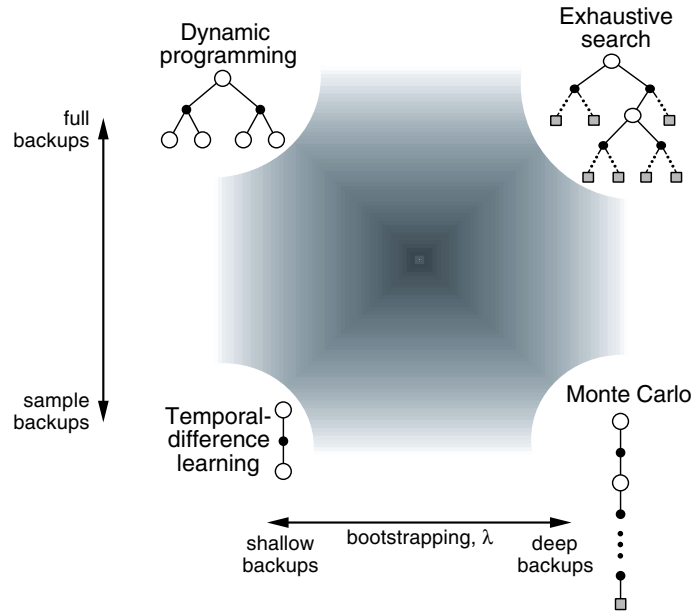 Dynamic
programming
Exhaustive
search
full
backups
sample
backups
Temporal-
difference
learning
Monte Carlo
bootstrapping, λ
shallow
backups
deep
backups